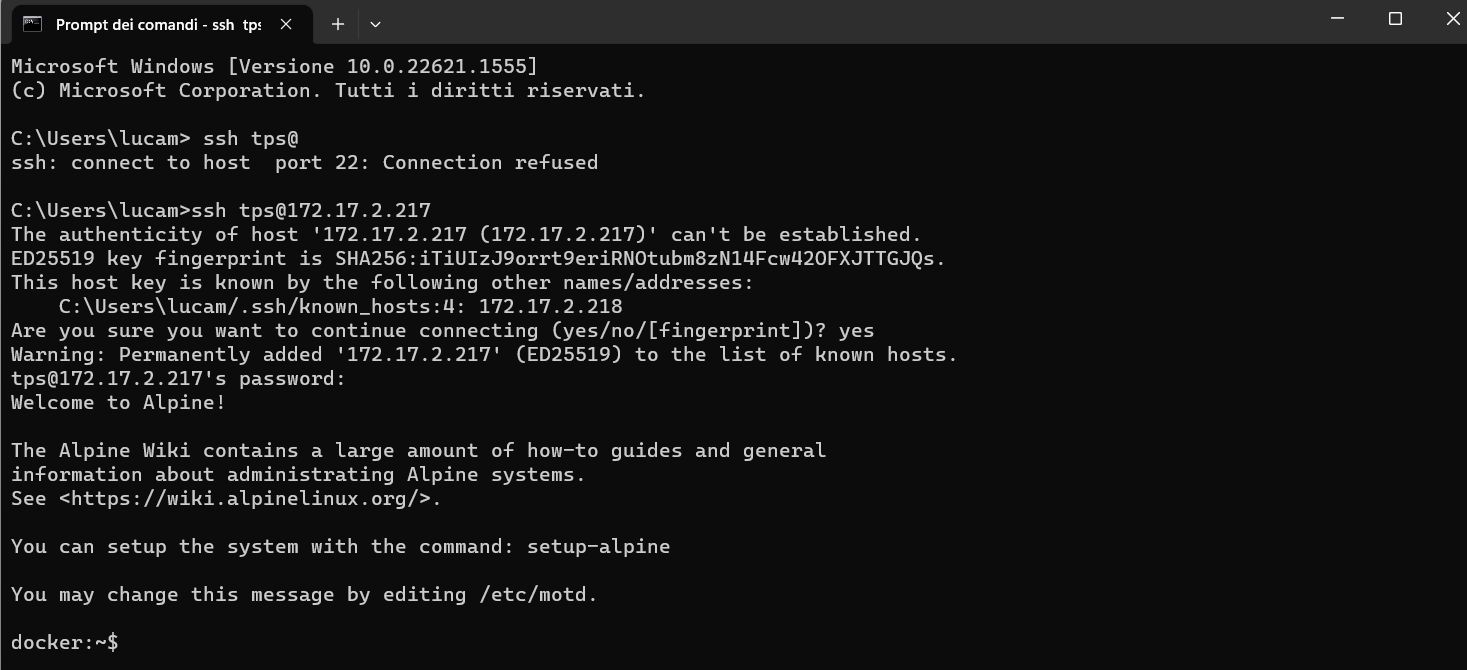 Prompt dei comandi - ssh tps
Microsoft Windows [Versione 10.0.22621.1555]
(c) Microsoft Corporation. Tutti i diritti riservati.
C:\Users\lucam> ssh tps@
ssh: connect to host  port 22: Connection refused
C:\Users\lucam>ssh tps@172.17.2.217
The authenticity of host '172.17.2.217 (172.17.2.217)' can't be established.
ED25519 key fingerprint is SHA256:iTiUIzJ9orrt9eriRNOtubm8zN14Fcw42OFXJTTGJQs.
This host key is known by the following other names/addresses:
    C:\Users\lucam/.ssh/known_hosts:4: 172.17.2.218
Are you sure you want to continue connecting (yes/no/[fingerprint])? yes
Warning: Permanently added '172.17.2.217' (ED25519) to the list of known hosts.
tps@172.17.2.217's password:
Welcome to Alpine!
The Alpine Wiki contains a large amount of how-to guides and general
information about administrating Alpine systems.
See <https://wiki.alpinelinux.org/>.
You can setup the system with the command: setup-alpine
You may change this message by editing /etc/motd.
docker:~$